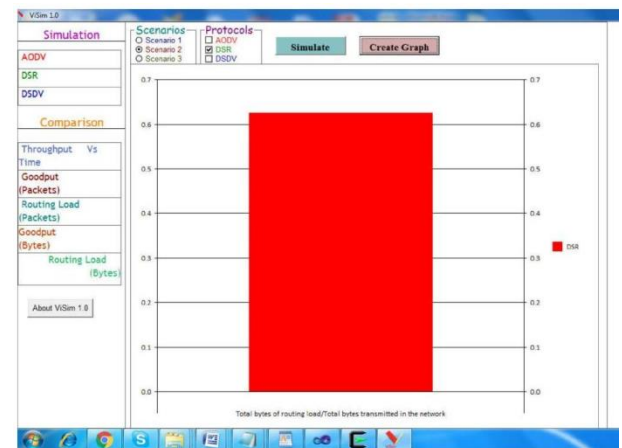 ViSim 1.0
Simulation
AODV
DSR
DSDV
Comparison
Throughput Vs
Time
Goodput
(Packets)
Routing Load
(Packets)
Goodput
(Bytes)
Routing Load
(Bytes)
About ViSim 1.0
Scenarios
Scenario 1
Scenario 2
Scenario 3
Protocols
AODV
DSR
DSDV
Simulate
Create Graph
0.7
0.6
0.5
0.4
0.3
0.2
0.1
0.0
0.7
0.6
0.5
0.4
0.3
0.2
0.1
0.0
DSR
Total bytes of routing load/Total bytes transmitted in the network